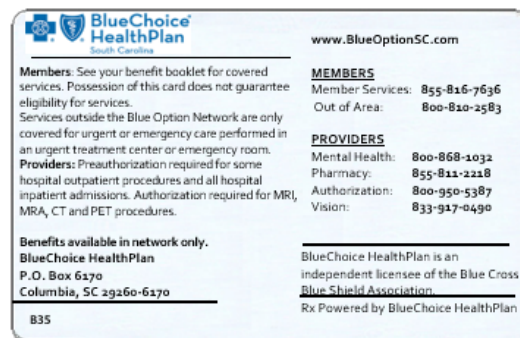 BlueChoice®
HealthPlan
South Carolina
Members: See your benefit booklet for covered
services. Possession of this card does not guarantee
eligibility for services.
Services outside the Blue Option Network are only
covered for urgent or emergency care performed in
an urgent treatment center or emergency room.
Providers: Preauthorization required for some
hospital outpatient procedures and all hospital
inpatient admissions. Authorization required for MRI,
MRA, CT and PET procedures.
Benefits available in network only.
BlueChoice HealthPlan
P.O. Box 6170
Columbia, SC 29260-6170
B35
www.BlueOptionSC.com
MEMBERS
Member Services: 855-816-7636
Out of Area: 800-810-2583
PROVIDERS
Mental Health: 800-868-1032
Pharmacy: 855-811-2218
Authorization: 800-950-5387
Vision: 833-917-0490
BlueChoice HealthPlan is an
independent licensee of the Blue Cross
Blue Shield Association.
Rx Powered by BlueChoice HealthPlan